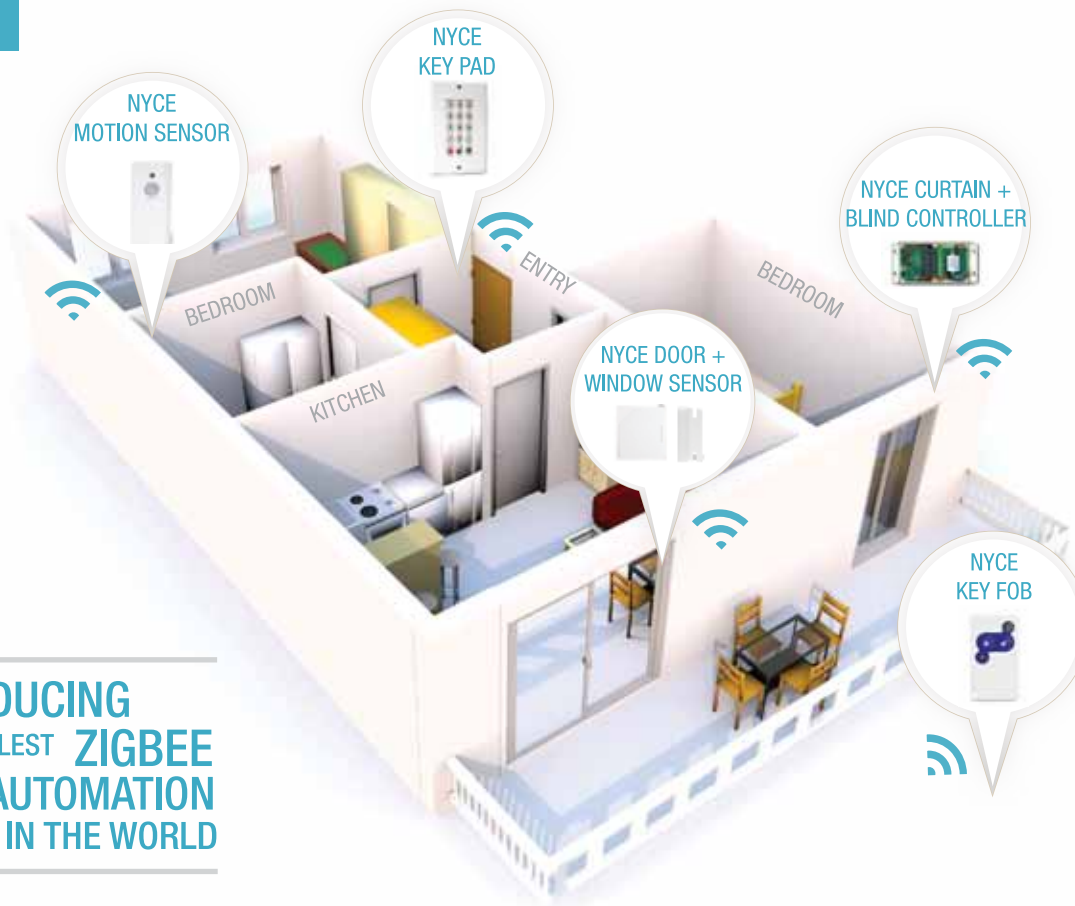 NYCE
KEY PAD
NYCE
MOTION SENSOR
NYCE CURTAIN +
BLIND CONTROLLER
ENTRY
BEDROOM
BEDROOM
NYCE DOOR +
WINDOW SENSOR
KITCHEN
NYCE
KEY FOB
DUCING
LEST ZIGBEE
AUTOMATION
IN THE WORLD